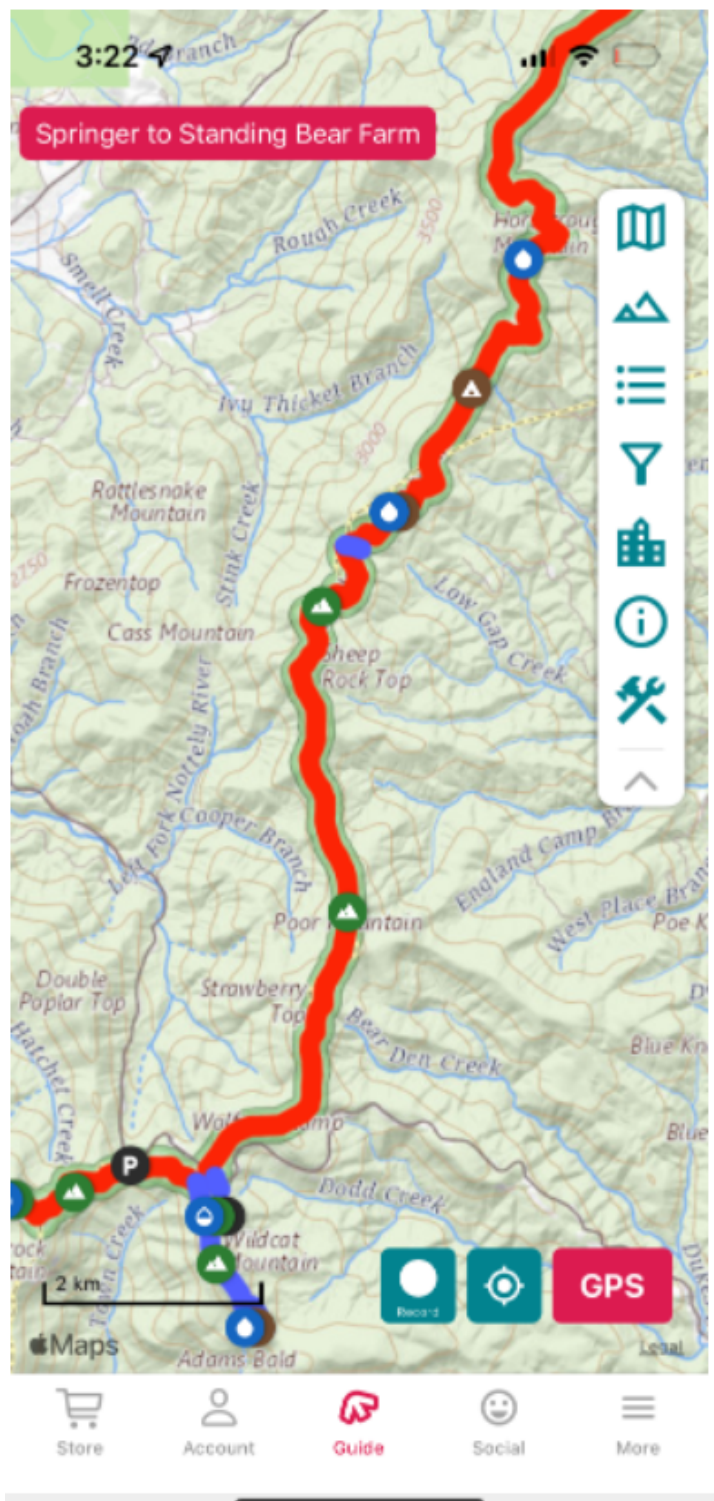 3:22
Branch
Springer to Standing Bear Farm
Rough Creek
3500
Smell Creek
Ivy Thicket Branch
3000
Rattlesnake
Mountain
Stink Creek
2750
Frozentop
Cass Mountain
Low Gap Creek
Sheep
Rock Top
Left Fork Nottely River
Cooper Branch
England Camp
West Place
Poor
Poe K
Double
Poplar Top
Strawberry
Top
Bear Den Creek
Blue Kn
Hatchet Creek
Blue
Dodd Creek
P
Wildcat
Mountain
Town Creek
2 km
Record
GPS
Maps
Adams Bald
Legal
Store
Account
Guide
Social
More